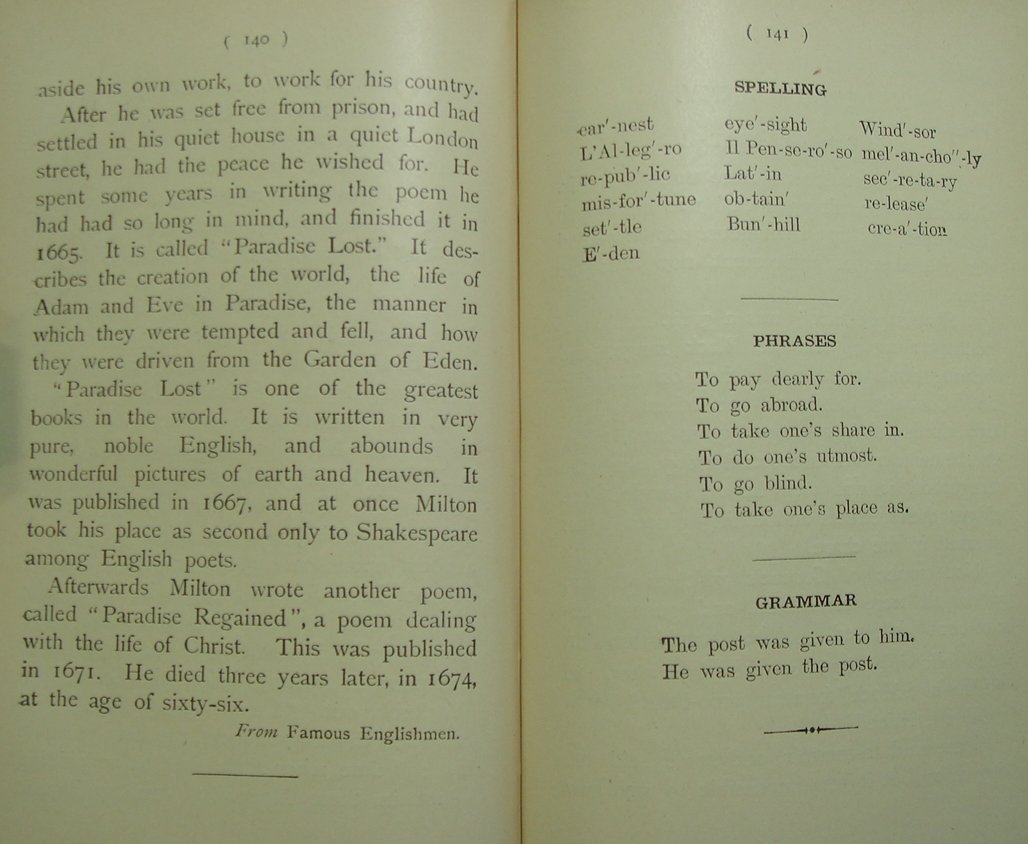 ( 140 )
aside his own work, to work for his country.
After he was set free from prison, and had
settled in his quiet house in a quiet London
street, he had the peace he wished for. He
spent some years in writing the poem he
had had so long in mind, and finished it in
1665. It is called "Paradise Lost." It des-
cribes the creation of the world, the life of
Adam and Eve in Paradise, the manner in
which they were tempted and fell, and how
they were driven from the Garden of Eden.
"Paradise Lost" is one of the greatest
books in the world. It is written in very
pure, noble English, and abounds in
wonderful pictures of earth and heaven. It
was published in 1667, and at once Milton
took his place as second only to Shakespeare
among English poets.
Afterwards Milton wrote another poem,
called "Paradise Regained", a poem dealing
with the life of Christ. This was published
in 1671. He died three years later, in 1674,
at the age of sixty-six.
From Famous Englishmen.
( 141 )
SPELLING
ear'-nest eye'-sight Wind'-sor
L'Al-leg'-ro Il Pen-se-ro'-so mel'-an-cho''-ly
re-pub'-lic Lat'-in sec'-re-ta-ry
mis-for'-tune ob-tain' re-lease'
set'-tle Bun'-hill cre-a'-tion
E'-den
PHRASES
To pay dearly for.
To go abroad.
To take one's share in.
To do one's utmost.
To go blind.
To take one's place as.
GRAMMAR
The post was given to him.
He was given the post.